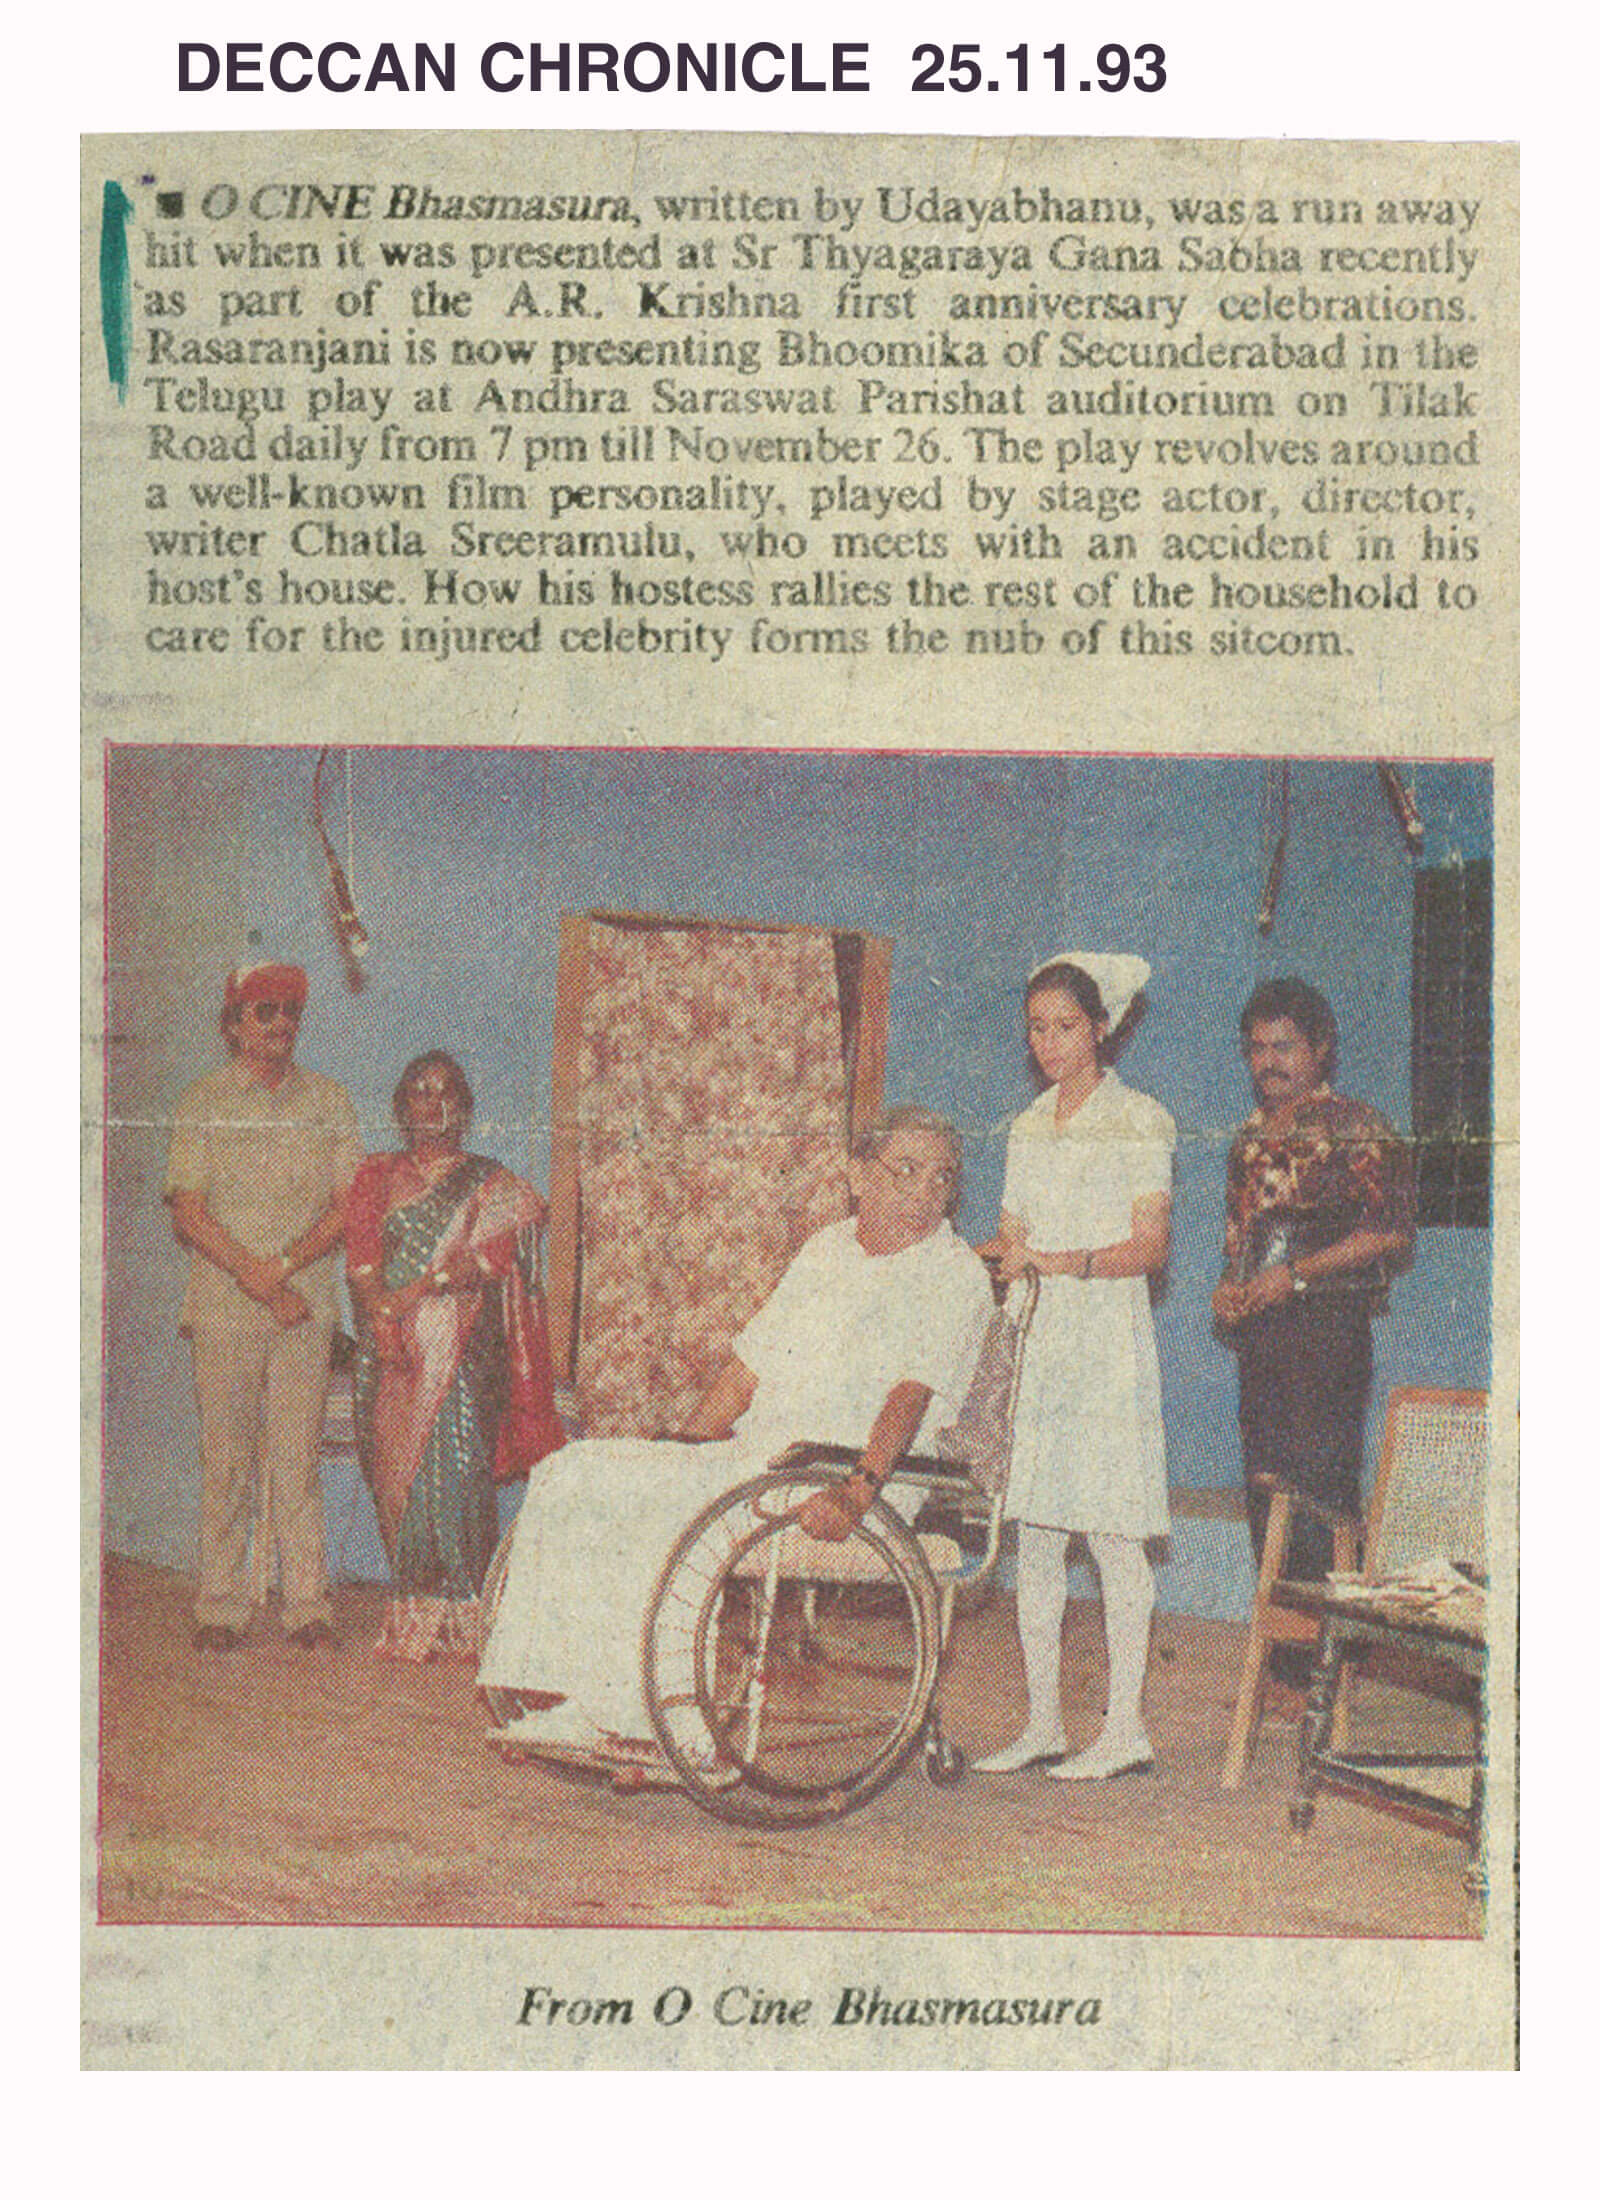 DECCAN CHRONICLE 25.11.93
■ O CINE Bhasmasura, written by Udayabhanu, was a run away
hit when it was presented at Sr Thyagaraya Gana Sabha recently
as part of the A.R. Krishna first anniversary celebrations.
Rasaranjani is now presenting Bhoomika of Secunderabad in the
Telugu play at Andhra Saraswat Parishat auditorium on Tilak
Road daily from 7 pm till November 26. The play revolves around
a well-known film personality, played by stage actor, director,
writer Chatla Sreeramulu, who meets with an accident in his
host's house. How his hostess rallies the rest of the household to
care for the injured celebrity forms the nub of this sitcom.
From O Cine Bhasmasura